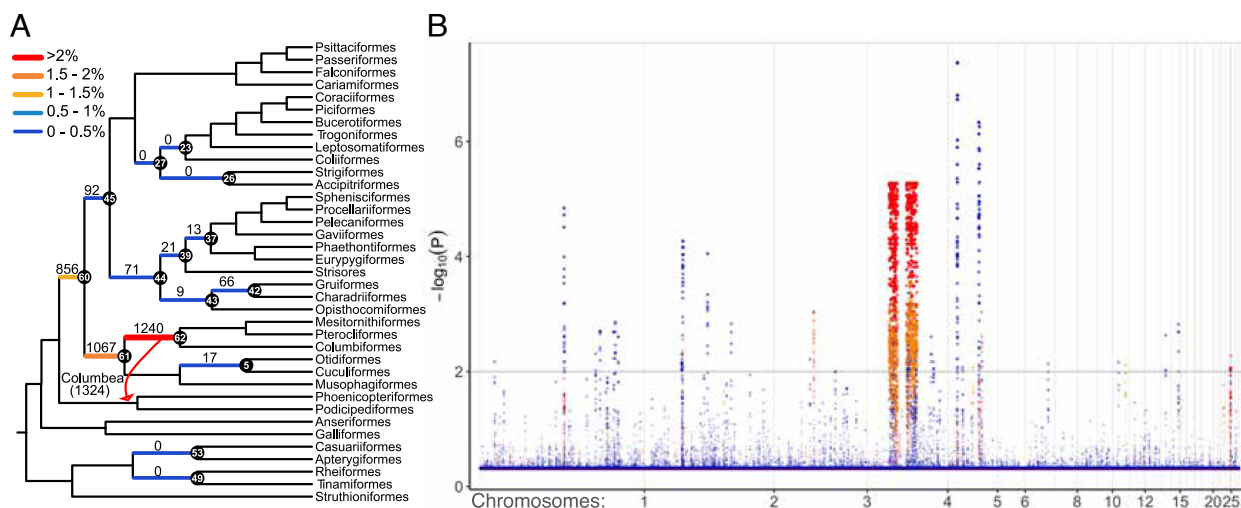 A
>2%
1.5 - 2%
1 - 1.5%
0.5 - 1%
0 - 0.5%
Psittaciformes
Passeriformes
Falconiformes
Cariamiformes
Coraciiformes
Piciformes
Bucerotiformes
Trogoniformes
Leptosomatiformes
Coliiformes
Strigiformes
Accipitriformes
Sphenisciformes
Procellariiformes
Pelecaniformes
Gaviiformes
Phaethontiformes
Eurypygiformes
Strisores
Gruiformes
Charadriiformes
Opisthocomiformes
Mesitornithiformes
Pterocliformes
Columbiformes
Otidiformes
Cuculiformes
Musophagiformes
Phoenicopteriformes
Podicipediformes
Anseriformes
Galliformes
Casuariiformes
Apterygiformes
Rheiformes
Tinamiformes
Struthioniformes
0
23
0
27
0
26
92
45
13
37
21
39
71
44
66
42
9
43
856
60
1240
62
1067
61
17
5
Columbea
(1324)
0
53
0
49
B
-log10(P)
6
4
2
0
Chromosomes:
1
2
3
4
5
6
8
10
12
15
20
25